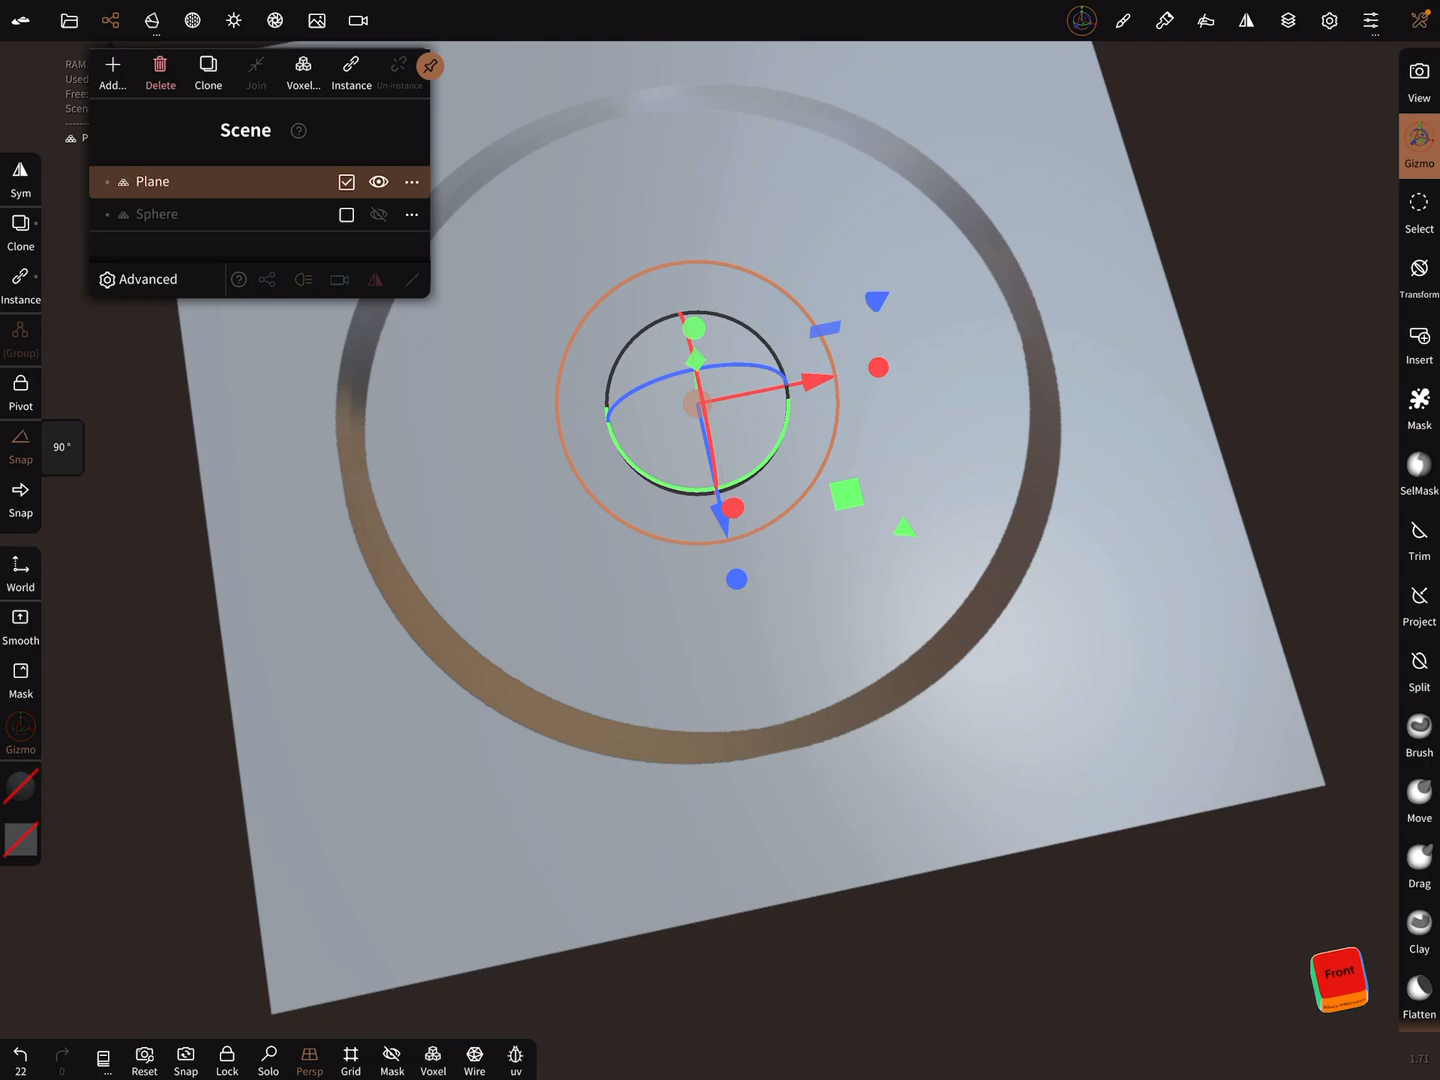 RAM
Used
Free:
Scen
P
Add...
Delete
Clone
Join
Voxel...
Instance
Un-instance
Scene
?
Plane
...
Sphere
...
Advanced
?
Sym
Clone
Instance
(Group)
Pivot
Snap
90 °
Snap
World
Smooth
Mask
Gizmo
View
Gizmo
Select
Transform
Insert
Mask
SelMask
Trim
Project
Split
Brush
Move
Drag
Clay
Flatten
Front
22
0
...
Reset
Snap
Lock
Solo
Persp
Grid
Mask
Voxel
Wire
uv
1.71